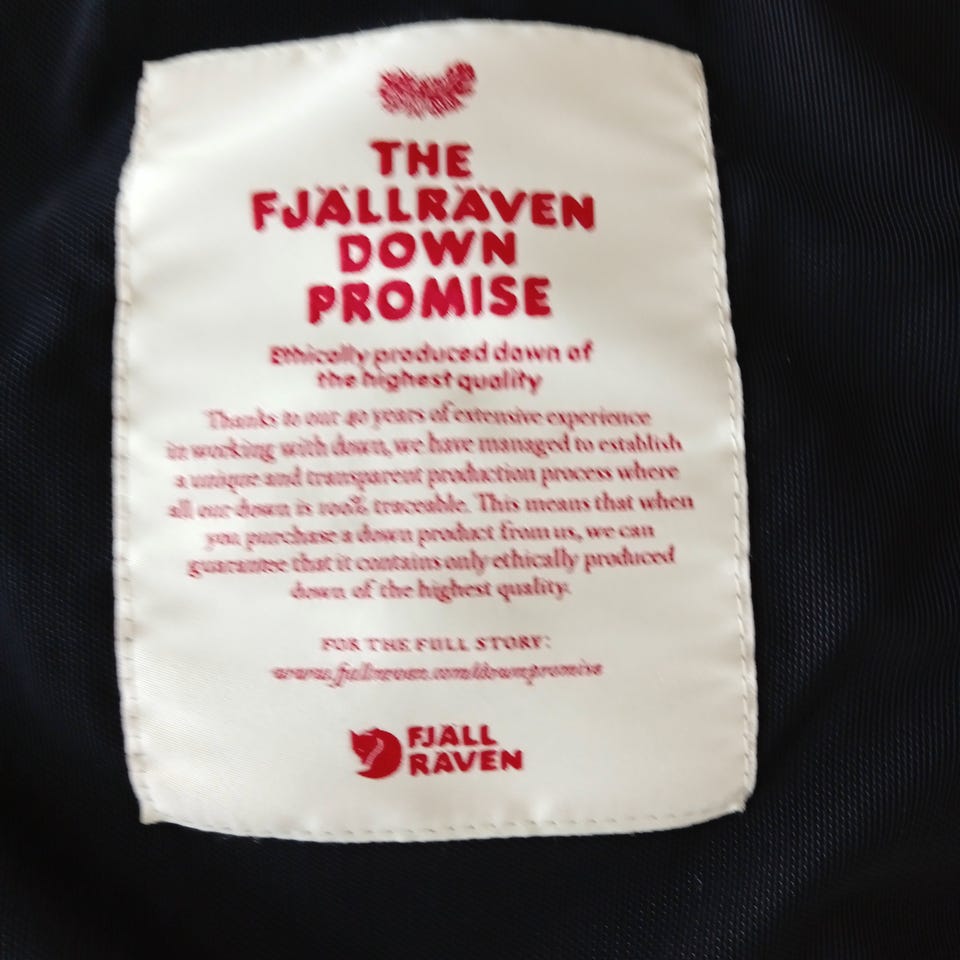 THE
FJÄLLRÄVEN
DOWN
PROMISE
Ethically produced down of
the highest quality
Thanks to our 40 years of extensive experience
in working with down, we have managed to establish
a unique and transparent production process where
all our down is 100% traceable. This means that when
you purchase a down product from us, we can
guarantee that it contains only ethically produced
down of the highest quality.
FOR THE FULL STORY:
www.fjallraven.com/downpromise
FJÄLL
RÄVEN